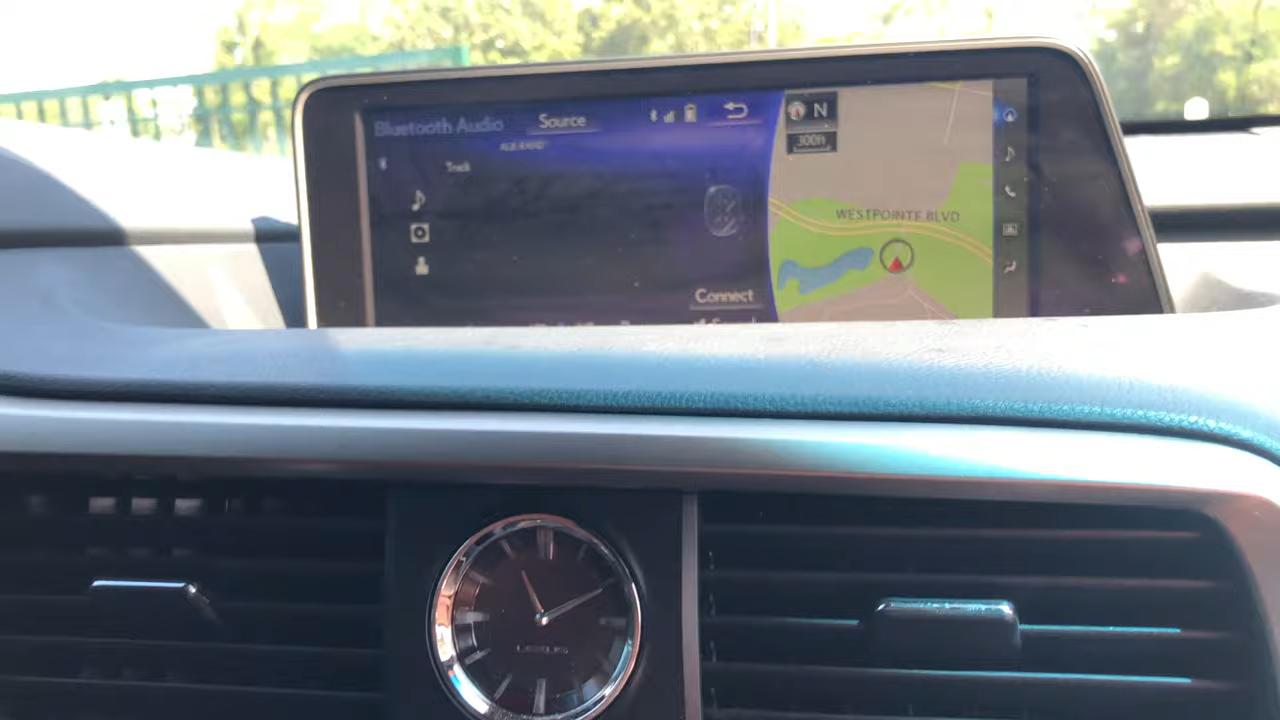 Bluetooth Audio
Source
Track
Connect
N
300ft
WESTPOINTE BLVD
LEXUS